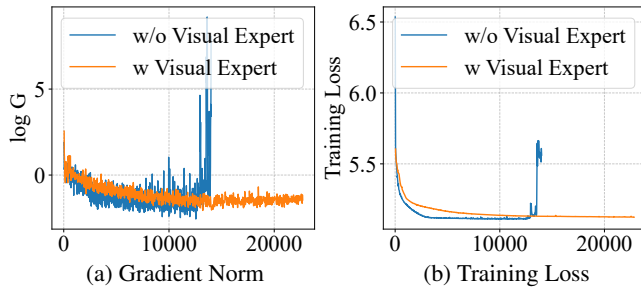 w/o Visual Expert
w Visual Expert
log G
5
0
0
10000
20000
(a) Gradient Norm
w/o Visual Expert
w Visual Expert
Training Loss
6.5
6.0
5.5
0
10000
20000
(b) Training Loss